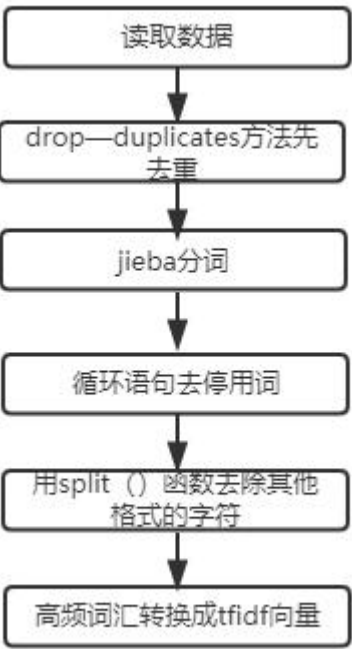 读取数据
drop—duplicates方法先
去重
jieba分词
循环语句去停用词
用split（）函数去除其他
格式的字符
高频词汇转换成tfidf向量